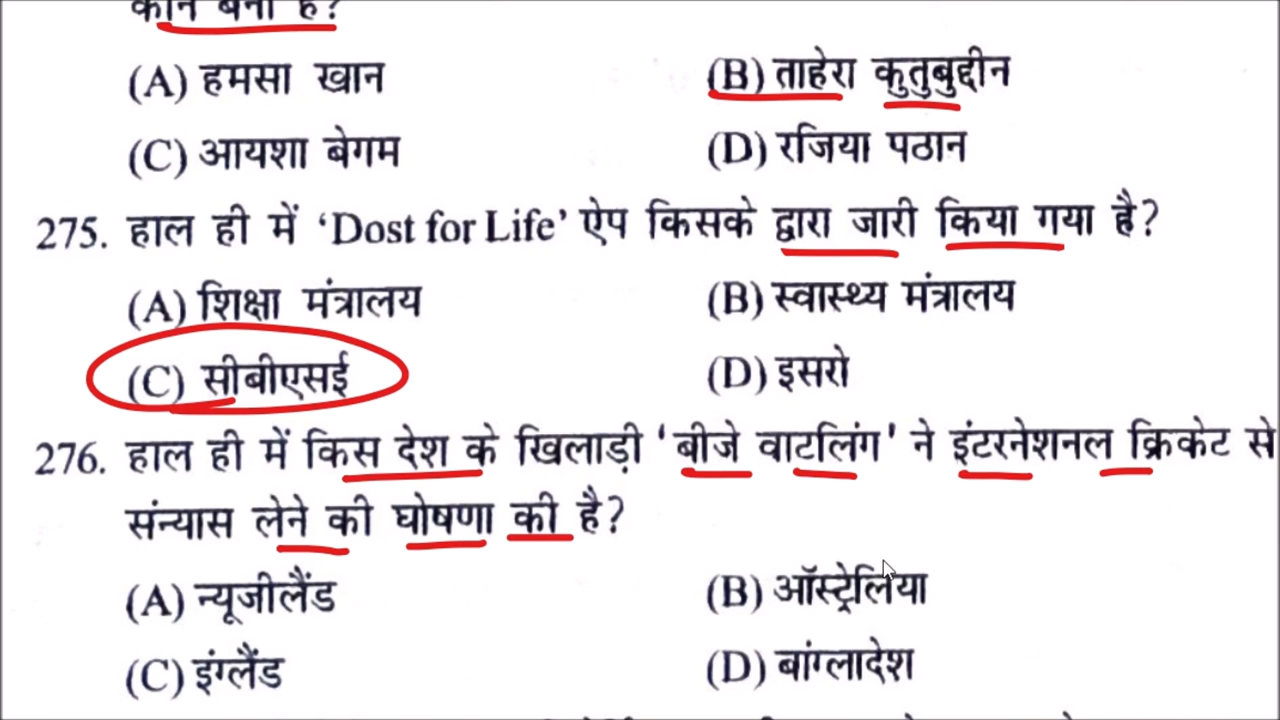 कौन बना है?
(A) हमसा खान (B) ताहेरा कुतुबुद्दीन
(C) आयशा बेगम (D) रजिया पठान
275. हाल ही में ‘Dost for Life’ ऐप किसके द्वारा जारी किया गया है?
(A) शिक्षा मंत्रालय (B) स्वास्थ्य मंत्रालय
(C) सीबीएसई (D) इसरो
276. हाल ही में किस देश के खिलाड़ी ‘बीजे वाटलिंग’ ने इंटरनेशनल क्रिकेट से
संन्यास लेने की घोषणा की है?
(A) न्यूजीलैंड (B) ऑस्ट्रेलिया
(C) इंग्लैंड (D) बांग्लादेश